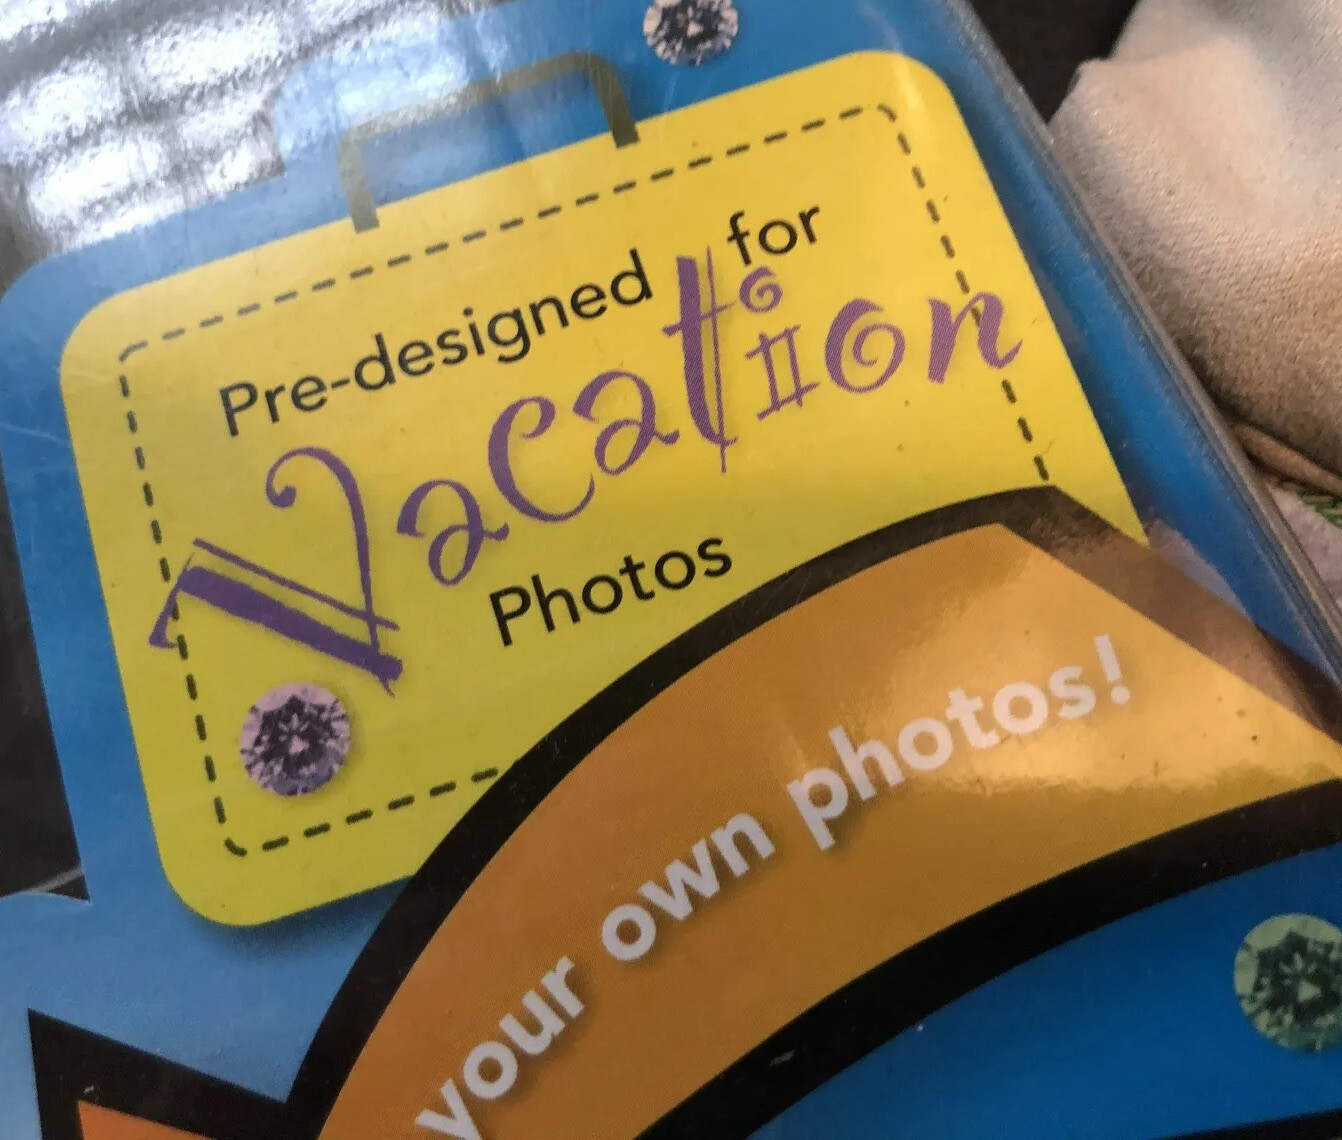 Pre-designed for
Vacation
Photos
your own photos!